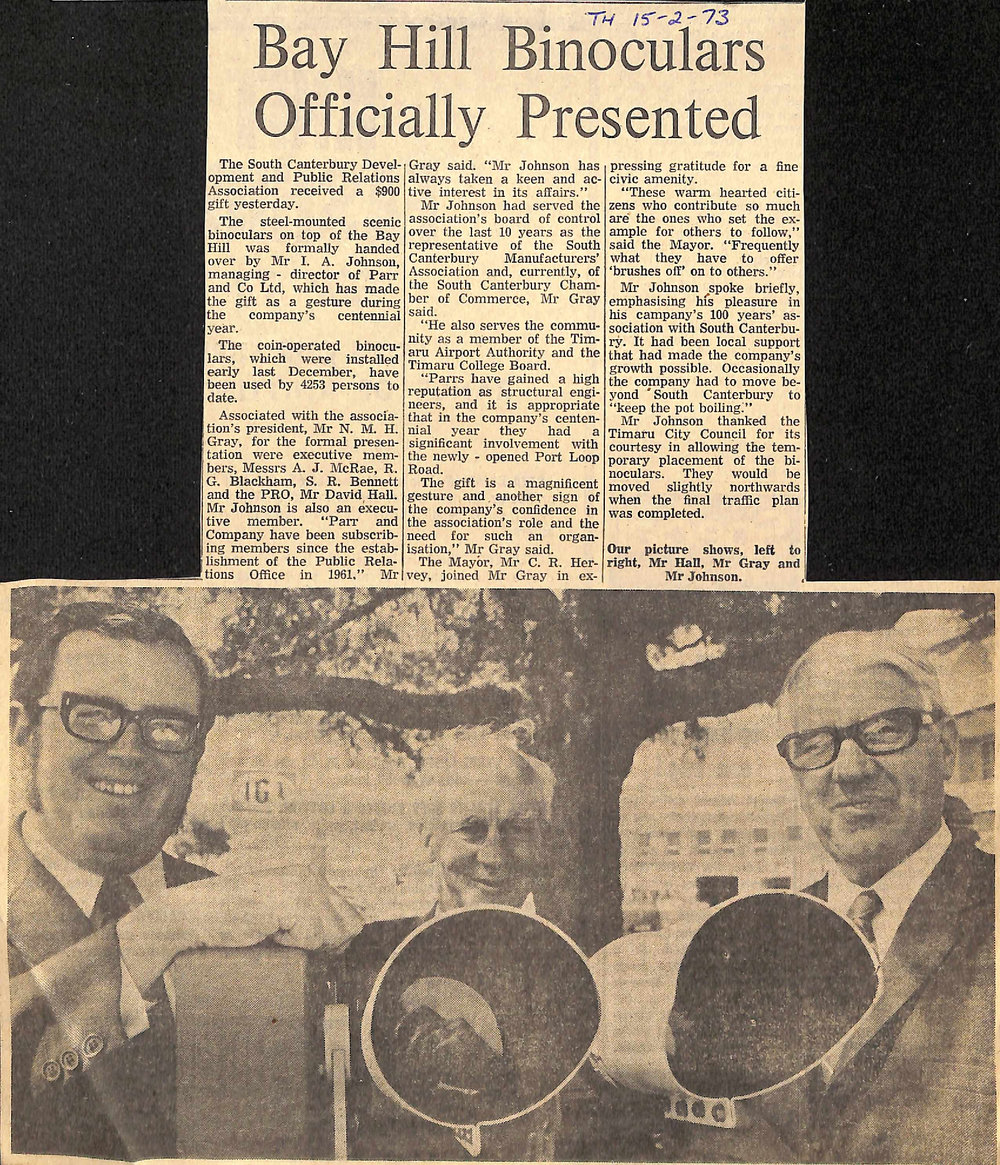 TH 15-2-73
Bay Hill Binoculars
Officially Presented
The South Canterbury Devel-
opment and Public Relations
Association received a $900
gift yesterday.
The steel-mounted scenic
binoculars on top of the Bay
Hill was formally handed
over by Mr I. A. Johnson,
managing - director of Parr
and Co Ltd, which has made
the gift as a gesture during
the company's centennial
year.
The coin-operated binocu-
lars, which were installed
early last December, have
been used by 4253 persons to
date.
Associated with the associa-
tion's president, Mr N. M. H.
Gray, for the formal presen-
tation were executive mem-
bers, Messrs A. J. McRae, R.
G. Blackham, S. R. Bennett
and the PRO, Mr David Hall.
Mr Johnson is also an execu-
tive member. "Parr and
Company have been subscrib-
ing members since the estab-
lishment of the Public Rela-
tions Office in 1961." Mr
Gray said. "Mr Johnson has
always taken a keen and ac-
tive interest in its affairs."
Mr Johnson had served the
association's board of control
over the last 10 years as the
representative of the South
Canterbury Manufacturers'
Association and, currently, of
the South Canterbury Cham-
ber of Commerce, Mr Gray
said.
"He also serves the commu-
nity as a member of the Tim-
aru Airport Authority and the
Timaru College Board.
"Parrs have gained a high
reputation as structural engi-
neers, and it is appropriate
that in the company's centen-
nial year they had a
significant involvement with
the newly - opened Port Loop
Road.
The gift is a magnificent
gesture and another sign of
the company's confidence in
the association's role and the
need for such an organ-
isation," Mr Gray said.
The Mayor, Mr C. R. Her-
vey, joined Mr Gray in ex-
pressing gratitude for a fine
civic amenity.
"These warm hearted citi-
zens who contribute so much
are the ones who set the ex-
ample for others to follow,"
said the Mayor. "Frequently
what they have to offer
'brushes off' on to others."
Mr Johnson spoke briefly,
emphasising his pleasure in
his campany's 100 years' as-
sociation with South Canterbu-
ry. It had been local support
that had made the company's
growth possible. Occasionally
the company had to move be-
yond South Canterbury to
"keep the pot boiling."
Mr Johnson thanked the
Timaru City Council for its
courtesy in allowing the tem-
porary placement of the bi-
noculars. They would be
moved slightly northwards
when the final traffic plan
was completed.
Our picture shows, left to
right, Mr Hall, Mr Gray and
Mr Johnson.